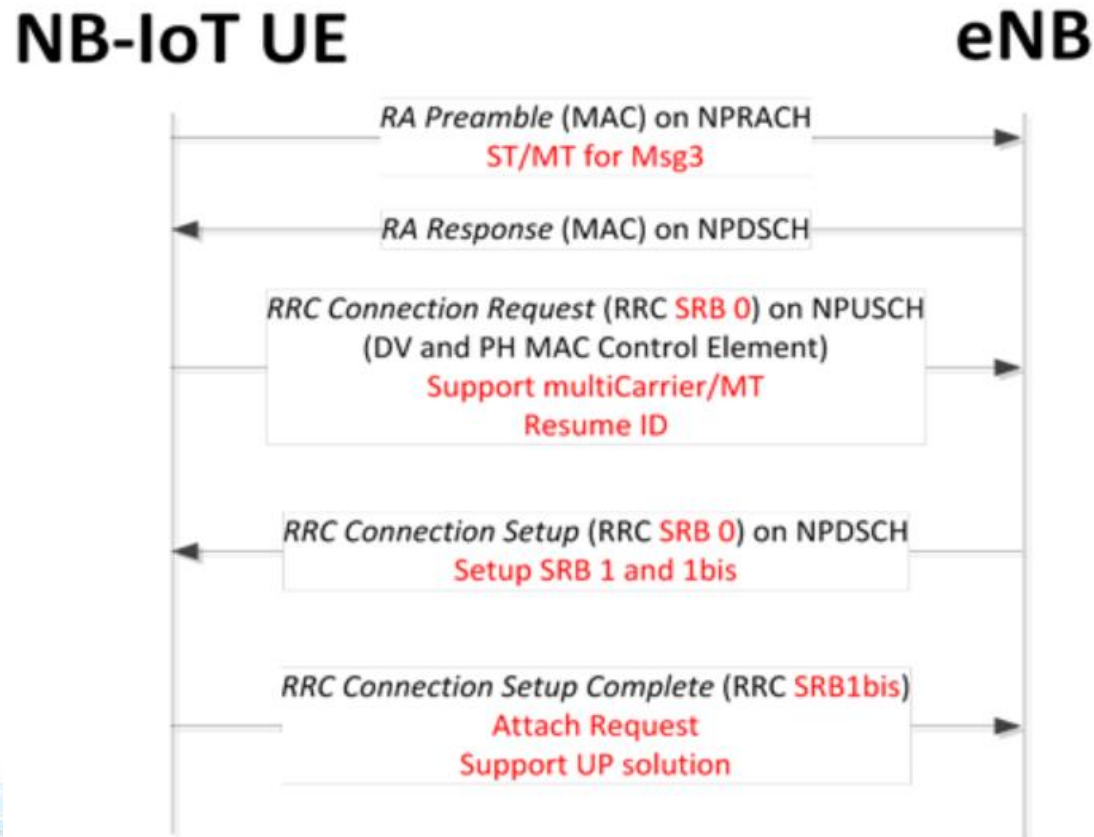 NB-IoT UE
eNB
RA Preamble (MAC) on NPRACH
ST/MT for Msg3
RA Response (MAC) on NPDSCH
RRC Connection Request (RRC SRB 0) on NPUSCH
(DV and PH MAC Control Element)
Support multiCarrier/MT
Resume ID
RRC Connection Setup (RRC SRB 0) on NPDSCH
Setup SRB 1 and 1bis
RRC Connection Setup Complete (RRC SRB1bis)
Attach Request
Support UP solution